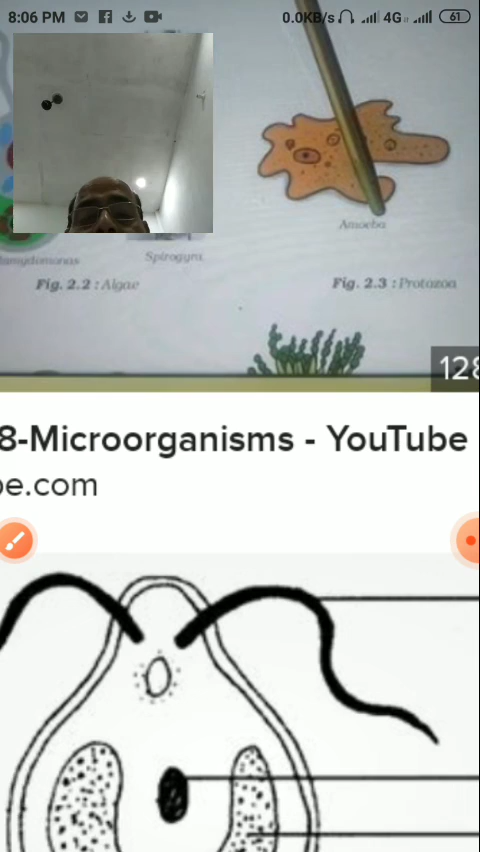 8:06 PM 0.0KB/s 4G 61
Amoeba
Spirogyra
Fig. 2.2 : Algae
Fig. 2.3 : Protozoa
128
8-Microorganisms - YouTube
be.com